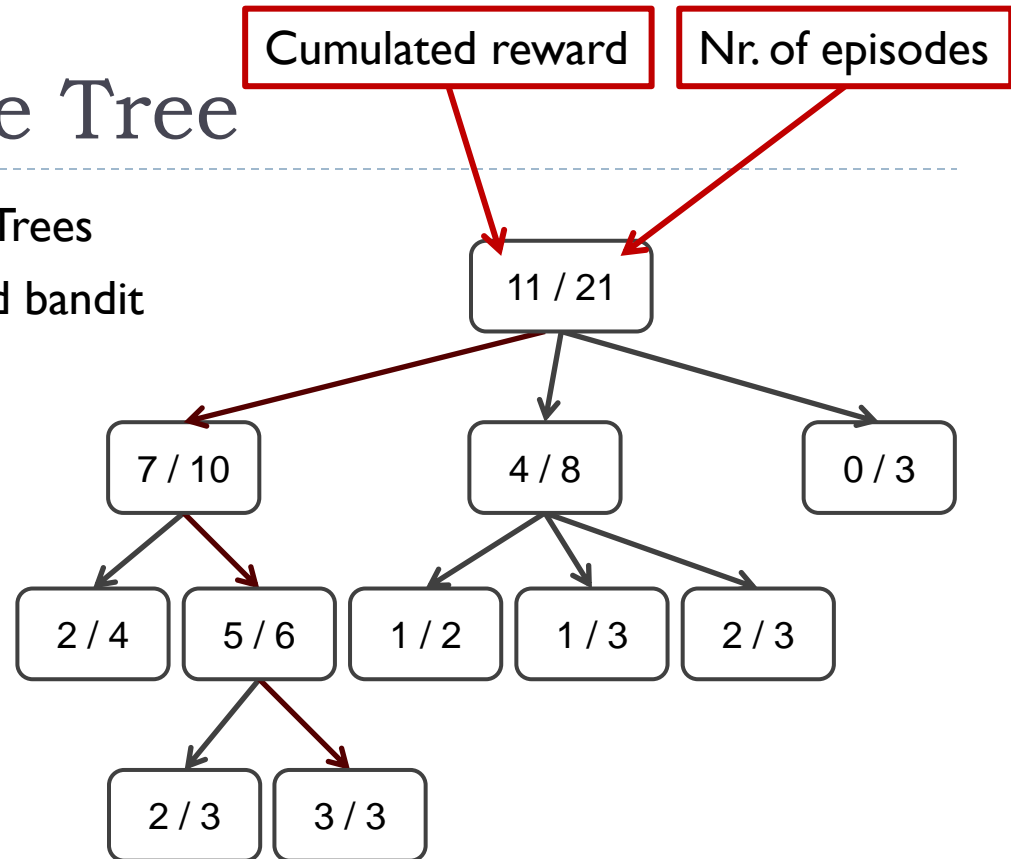 Cumulated reward
Nr. of episodes
e Tree
Trees
d bandit
11 / 21
7 / 10
4 / 8
0 / 3
2 / 4
5 / 6
1 / 2
1 / 3
2 / 3
2 / 3
3 / 3